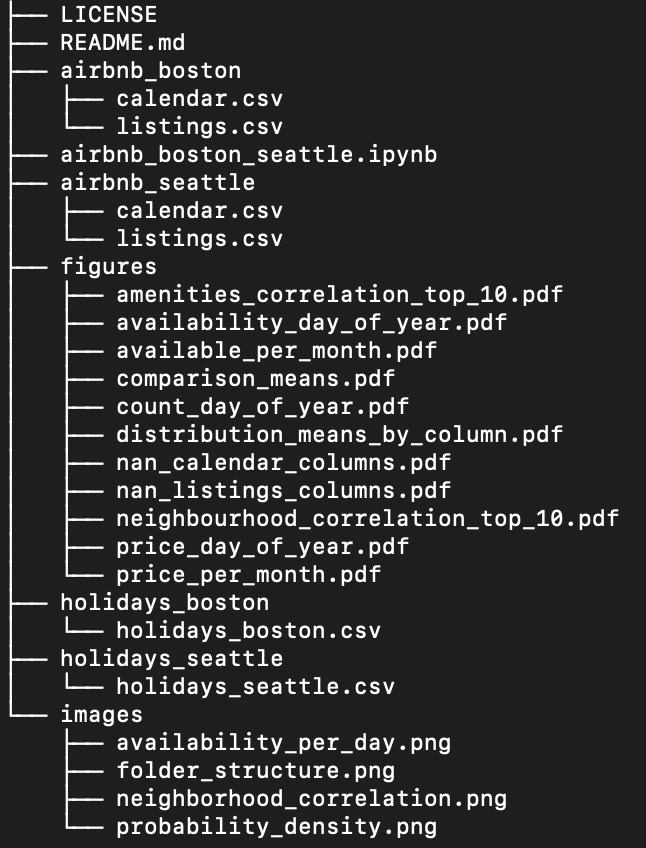 ├── LICENSE
├── README.md
├── airbnb_boston
│   ├── calendar.csv
│   └── listings.csv
├── airbnb_boston_seattle.ipynb
├── airbnb_seattle
│   ├── calendar.csv
│   └── listings.csv
├── figures
│   ├── amenities_correlation_top_10.pdf
│   ├── availability_day_of_year.pdf
│   ├── available_per_month.pdf
│   ├── comparison_means.pdf
│   ├── count_day_of_year.pdf
│   ├── distribution_means_by_column.pdf
│   ├── nan_calendar_columns.pdf
│   ├── nan_listings_columns.pdf
│   ├── neighbourhood_correlation_top_10.pdf
│   ├── price_day_of_year.pdf
│   └── price_per_month.pdf
├── holidays_boston
│   └── holidays_boston.csv
├── holidays_seattle
│   └── holidays_seattle.csv
└── images
    ├── availability_per_day.png
    ├── folder_structure.png
    ├── neighborhood_correlation.png
    └── probability_density.png